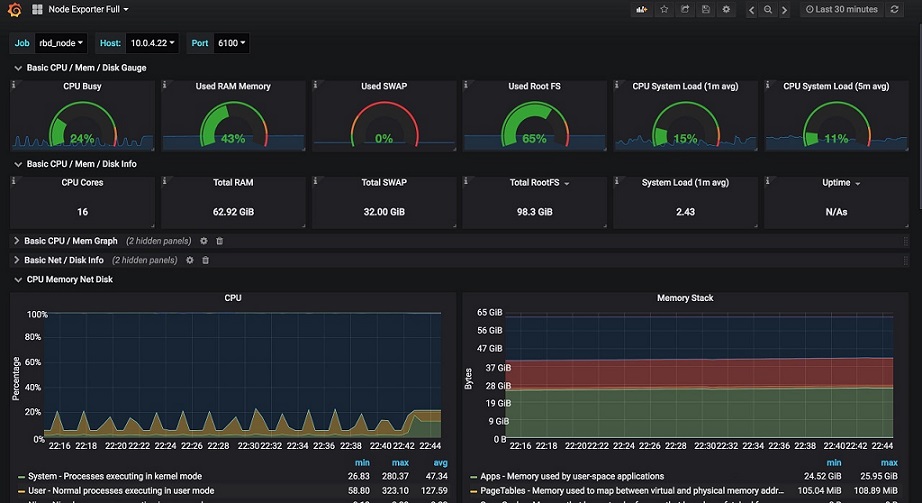 Node Exporter Full
Last 30 minutes
Job rbd_node Host: 10.0.4.22 Port 6100
Basic CPU / Mem / Disk Gauge
CPU Busy Used RAM Memory Used SWAP Used Root FS CPU System Load (1m avg) CPU System Load (5m avg)
24% 43% 0% 65% 15% 11%
Basic CPU / Mem / Disk Info
CPU Cores Total RAM Total SWAP Total RootFS System Load (1m avg) Uptime
16 62.92 GiB 32.00 GiB 98.3 GiB 2.43 N/As
Basic CPU / Mem Graph (2 hidden panels)
Basic Net / Disk Info (2 hidden panels)
CPU Memory Net Disk
CPU
Percentage
100%
80%
60%
40%
20%
0%
22:16 22:18 22:20 22:22 22:24 22:26 22:28 22:30 22:32 22:34 22:36 22:38 22:40 22:42 22:44
min max avg
System - Processes executing in kernel mode 26.83 280.37 47.34
User - Normal processes executing in user mode 58.80 323.10 127.59
Memory Stack
Bytes
65 GiB
56 GiB
47 GiB
37 GiB
28 GiB
19 GiB
9 GiB
0 B
22:16 22:18 22:20 22:22 22:24 22:26 22:28 22:30 22:32 22:34 22:36 22:38 22:40 22:42 22:44
min max
Apps - Memory used by user-space applications 24.52 GiB 25.95 GiB
PageTables - Memory used to map between virtual and physical memory addr... 105.04 MiB 108.89 MiB